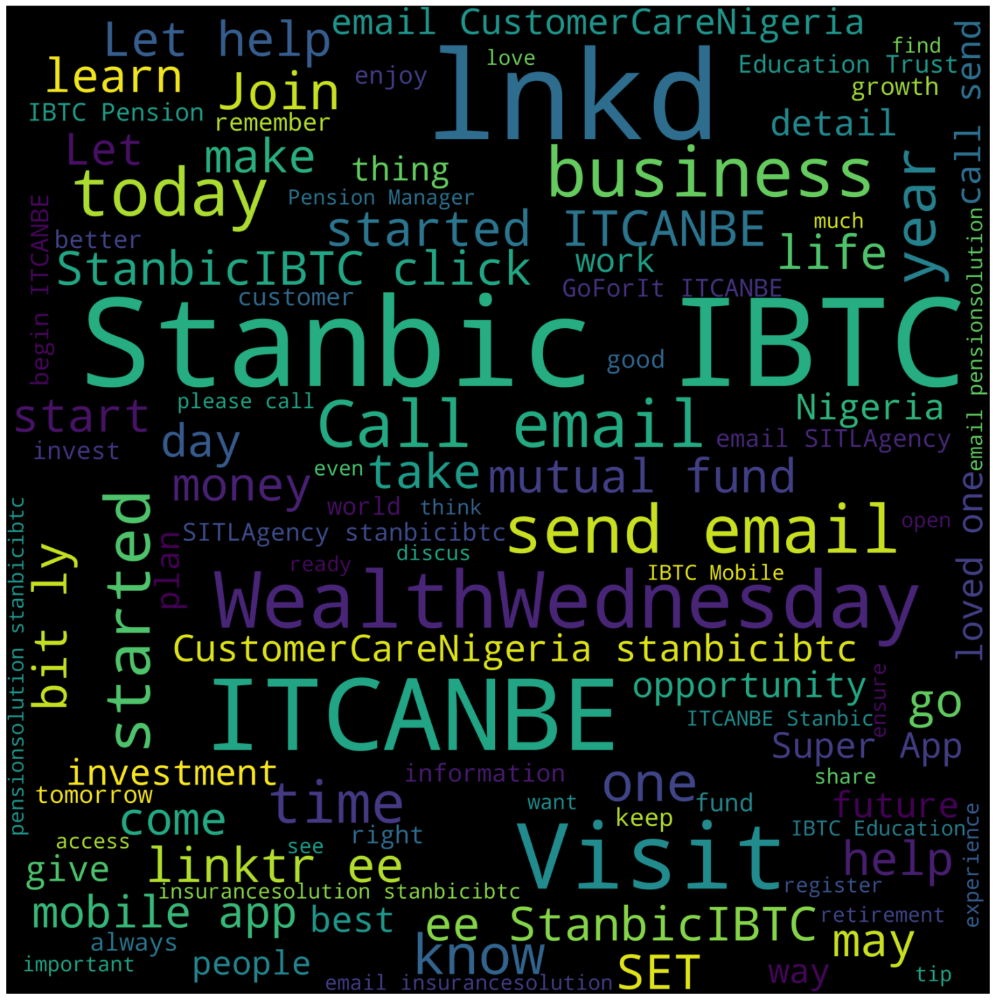 email CustomerCareNigeria
Let help
lnkd
love
find
call send
learn
Join
enjoy
Education Trust
growth
IBTC Pension
remember
detail
Let
make
thing
business
year
today
Pension Manager
started ITCANBE
much
begin ITCANBE
better
life
StanbicIBTC click
work
GoForIt ITCANBE
customer
email pensionsolution
Stanbic IBTC
good
please call
start
Call email
Nigeria
day
email SITLAgency
invest
even
take
mutual fund
money
loved one
world
think
started
pensionsolution stanbicibtc
send email
open
SITLAgency stanbicibtc
plan
discus
bit ly
ready
IBTC Mobile
WealthWednesday
CustomerCareNigeria stanbicibtc
ITCANBE
opportunity
ensure
go
ITCANBE Stanbic
Super App
investment
information
one
share
tomorrow
time
want
fund
future
come
keep
Visit
IBTC Education
experience
access
see
right
give
linktr ee
help
insurancesolution stanbicibtc
register
mobile app
best
ee StanbicIBTC
retirement
always
know
may
important
people
SET
way
tip
email insurancesolution